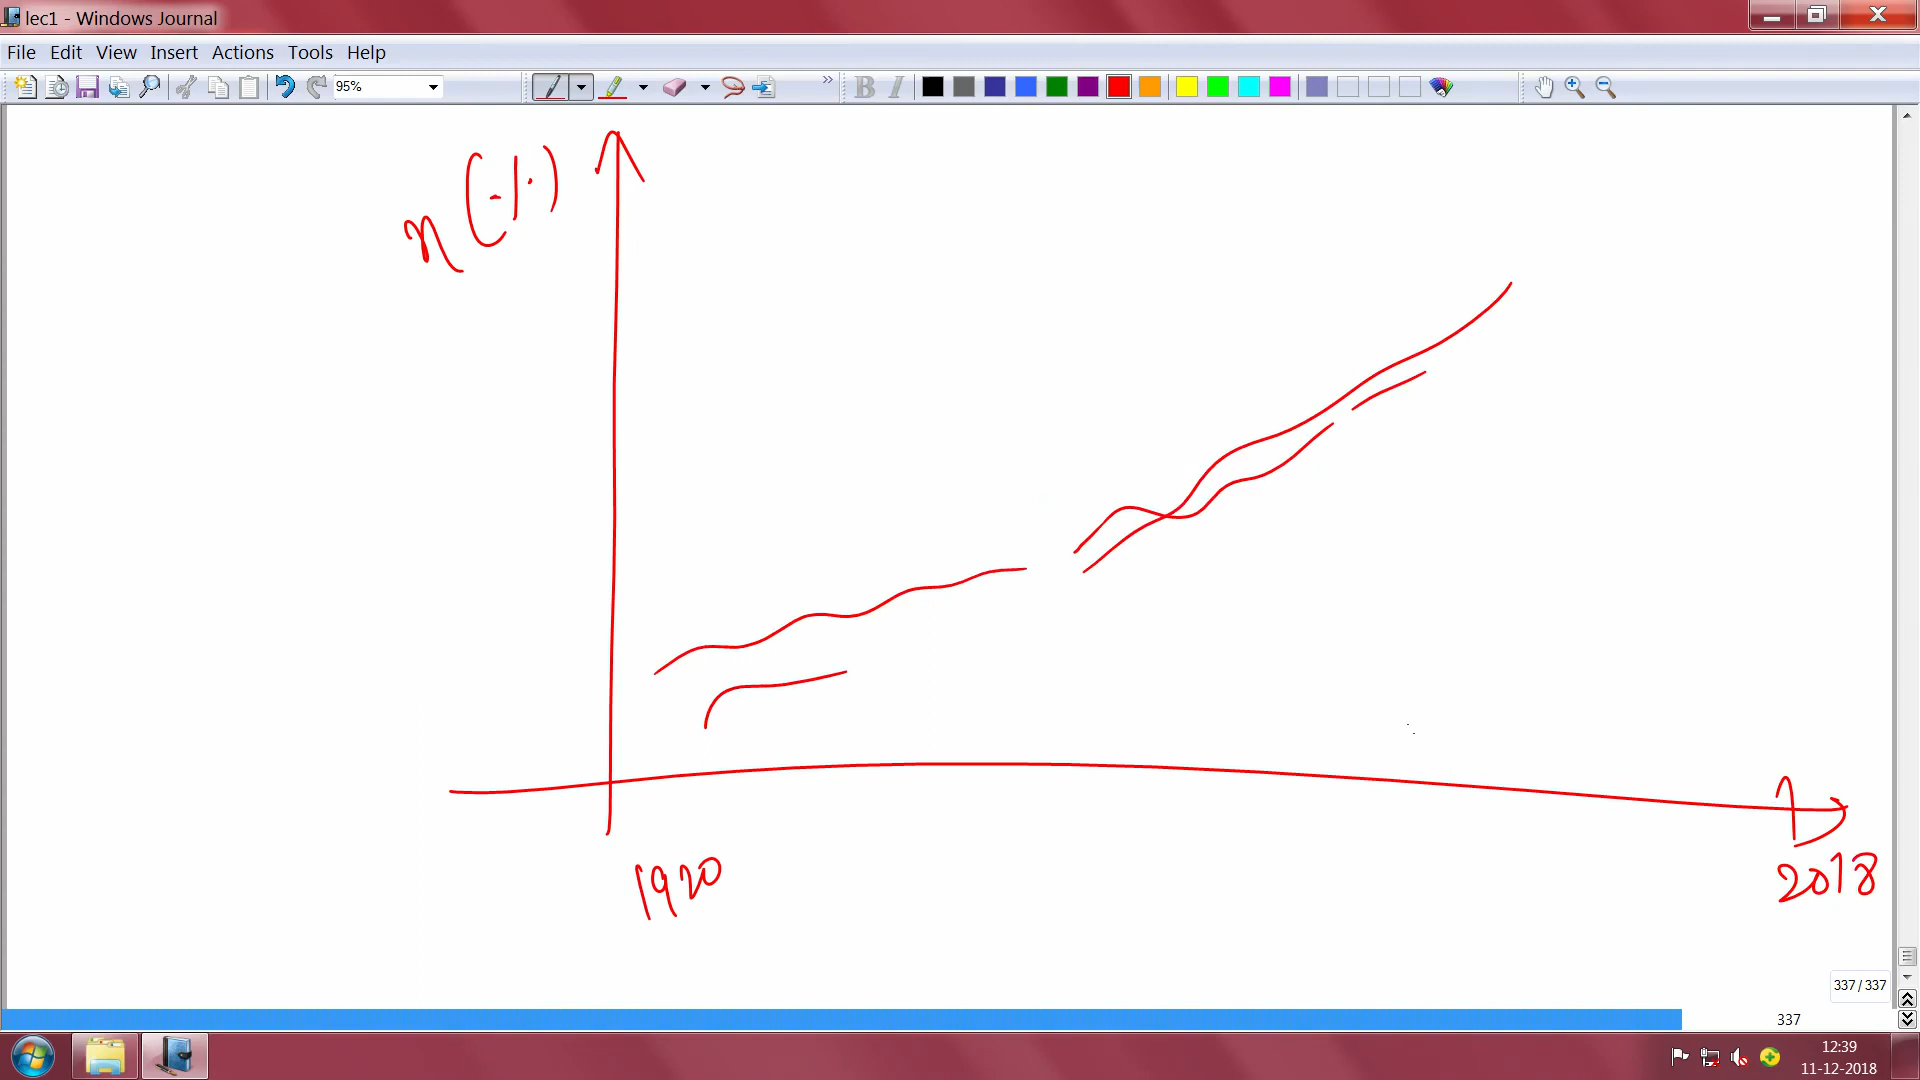 lec1 - Windows Journal
File Edit View Insert Actions Tools Help
95%
η (%)
1920
2018
337 / 337
337
12:39
11-12-2018